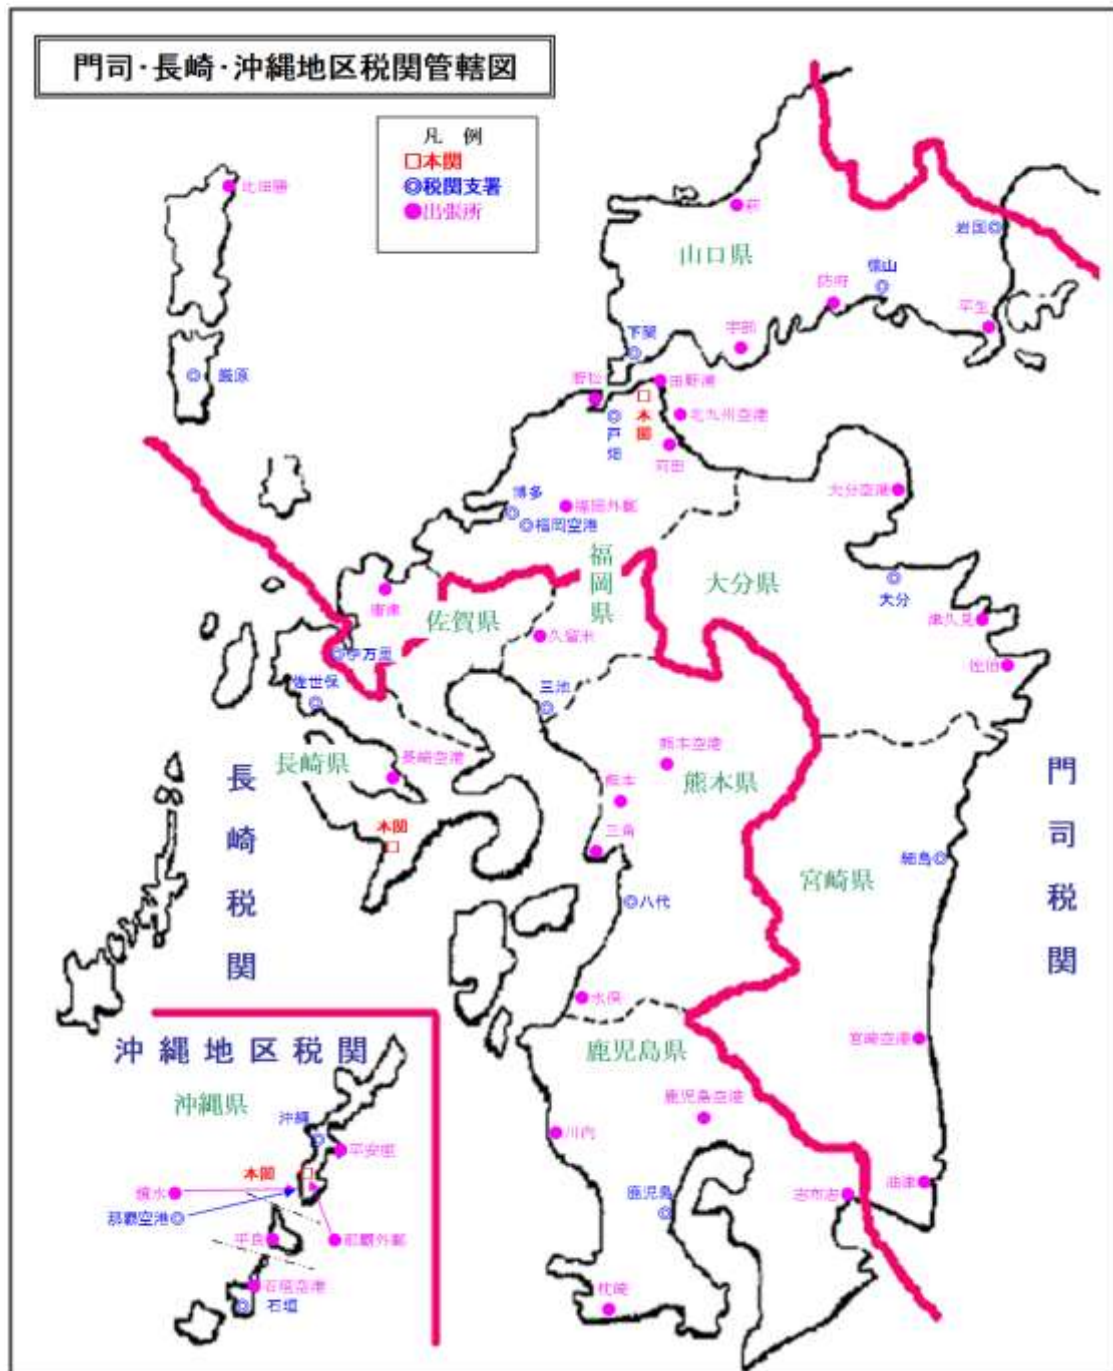 門司・長崎・沖縄地区税関管轄図
凡 例
□本関
◎税関支署
●出張所
比田勝
厳原
萩
山口県
岩国
徳山
防府
平生
宇部
下関
若松
田野浦
本関
戸畑
北九州空港
苅田
大分空港
博多
福岡空港
福岡外郵
福岡県
大分県
大分
津久見
佐伯
唐津
佐賀県
久留米
伊万里
佐世保
三池
長崎県
長崎空港
本関
熊本空港
熊本県
熊本
三角
八代
水俣
宮崎県
細島
宮崎空港
油津
長崎税関
門司税関
鹿児島県
鹿児島空港
川内
鹿児島
志布志
枕崎
沖縄地区税関
沖縄県
沖縄
平安座
本関
鏡水
那覇空港
平良
那覇外郵
石垣空港
石垣